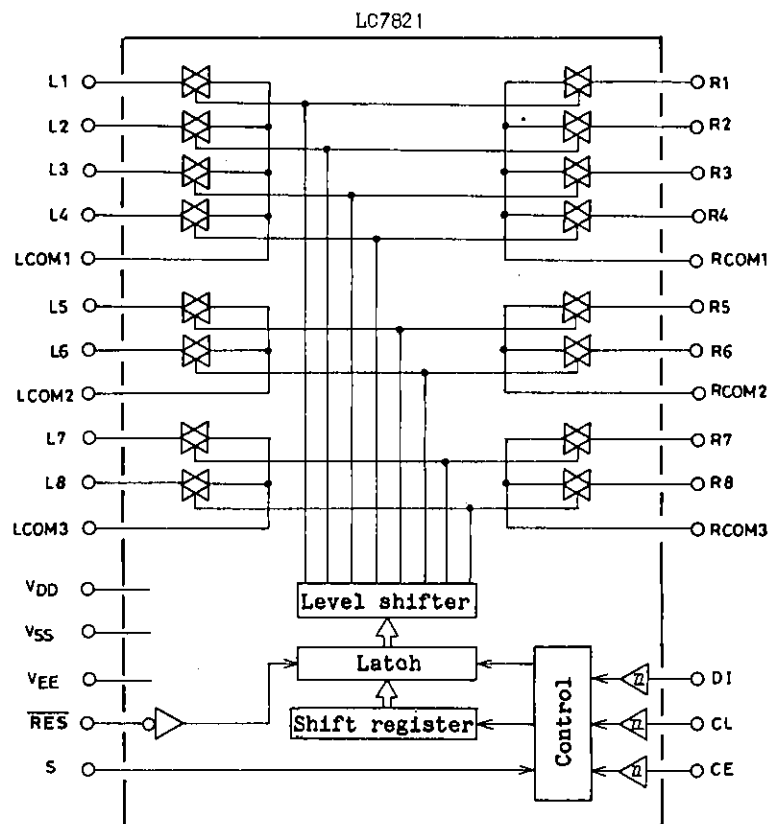 LC7821
L1 R1
L2 R2
L3 R3
L4 R4
LCOM1 RCOM1
L5 R5
L6 R6
LCOM2 RCOM2
L7 R7
L8 R8
LCOM3 RCOM3
VDD
Level shifter
VSS
Latch
VEE DI
RES Shift register Control CL
S CE